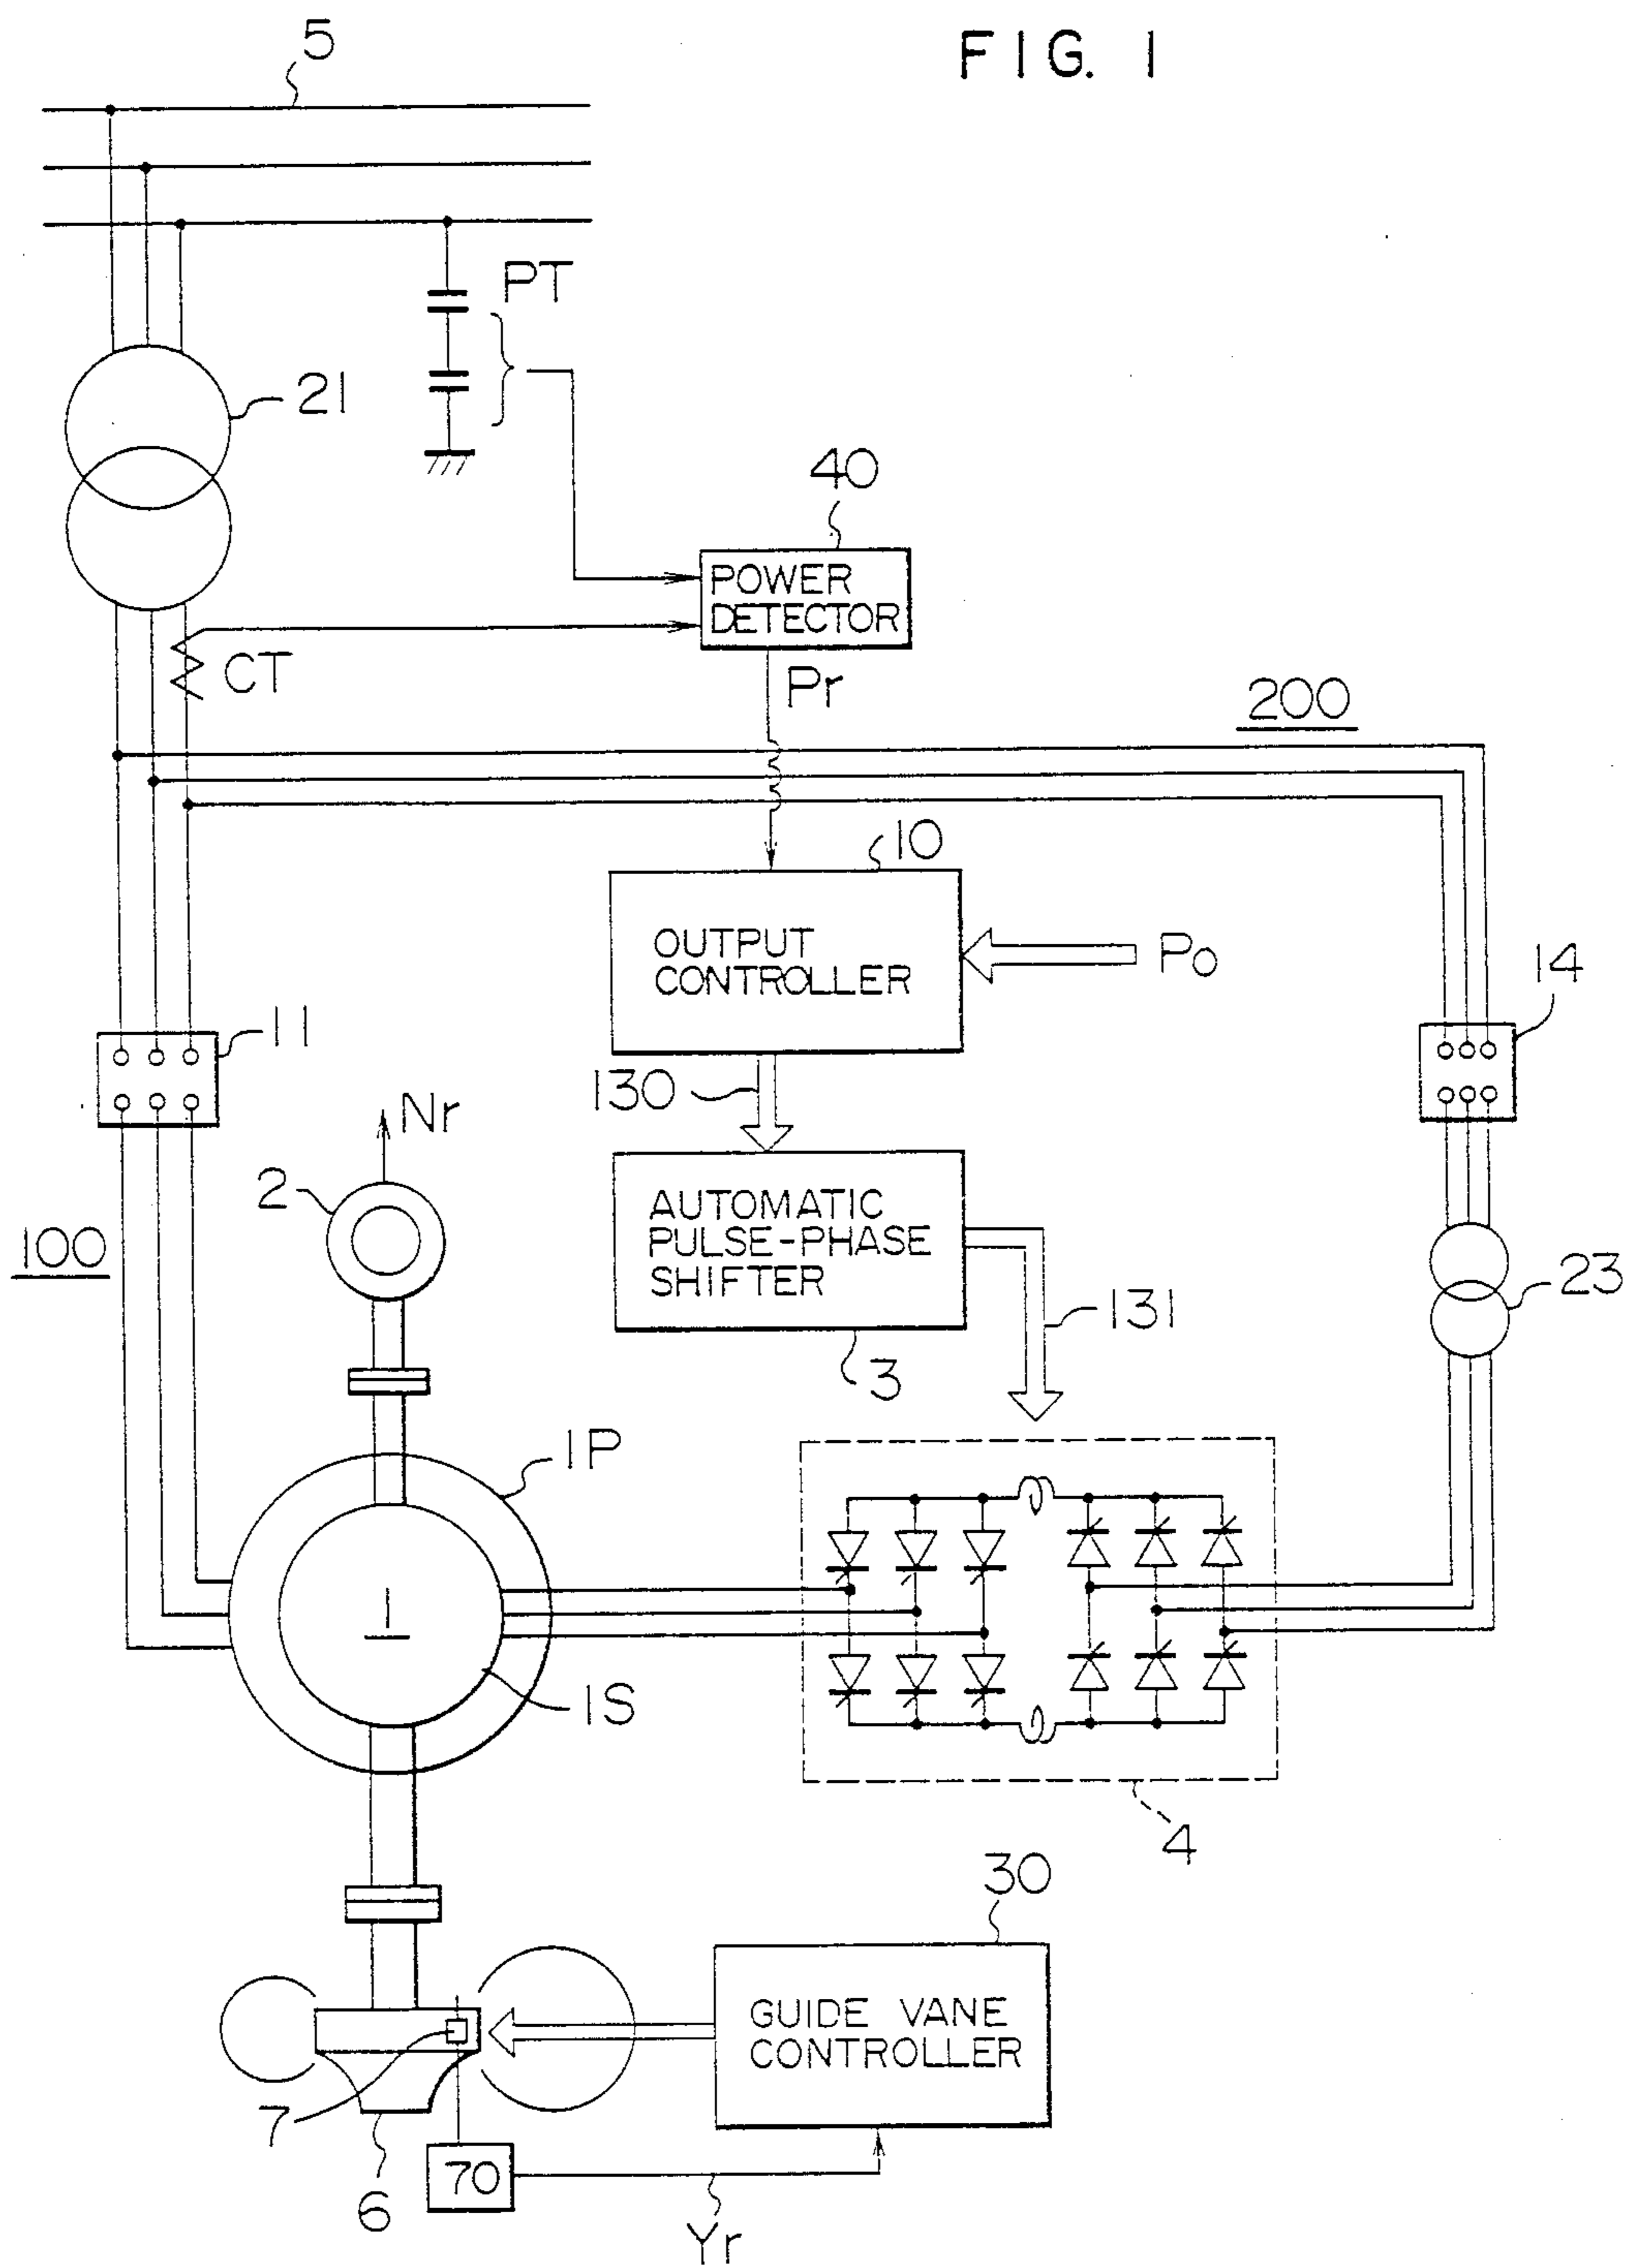 FIG. 1
5
PT
21
40
POWER
DETECTOR
CT
Pr
200
10
OUTPUT
CONTROLLER
Po
14
11
130
Nr
2
AUTOMATIC
PULSE-PHASE
SHIFTER
100
23
131
3
1P
1
1S
4
30
GUIDE VANE
CONTROLLER
7
70
6
Yr